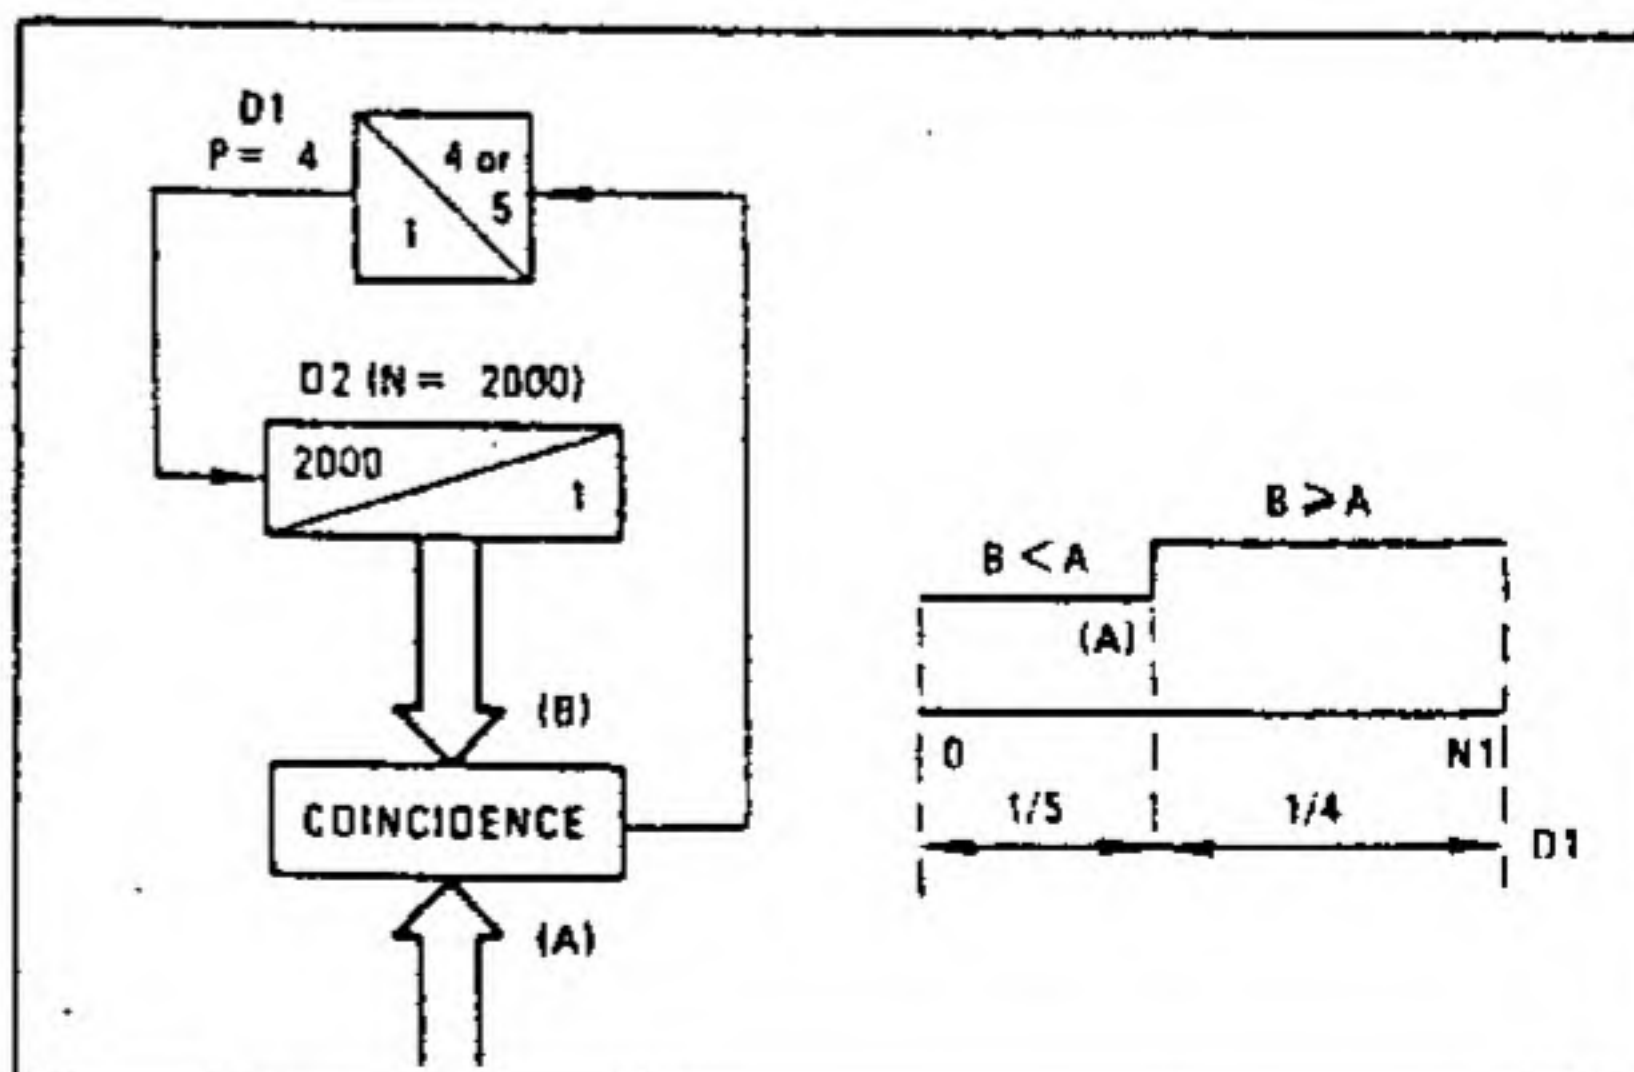 D1
P = 4
4 or
5
1
D2 (N = 2000)
2000
1
(B)
COINCIDENCE
(A)
B < A
B ⩾ A
(A)
0
N1
1/5
1/4
D1